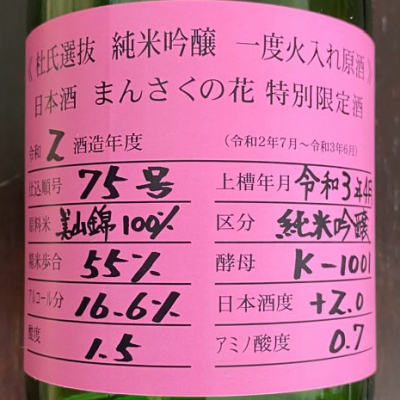 《杜氏選抜 純米吟醸 一度火入れ原酒》
日本酒 まんさくの花 特別限定酒
令和 2 酒造年度 (令和2年7月〜令和3年6月)
仕込順号 75号 上槽年月 令和3年4月
原料米 美山錦100% 区分 純米吟醸
精米歩合 55% 酵母 K-1001
アルコール分 16.6% 日本酒度 +2.0
酸度 1.5 アミノ酸度 0.7